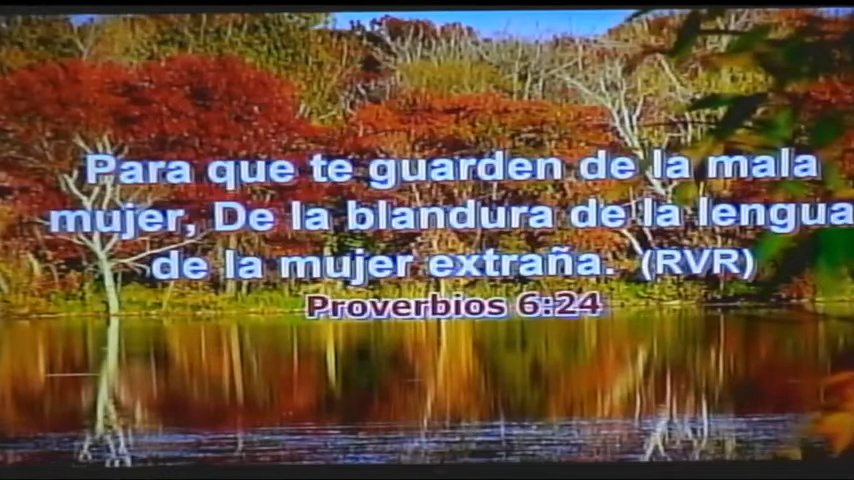 Para que te guarden de la mala
mujer, De la blandura de la lengua
de la mujer extraña. (RVR)
Proverbios 6:24